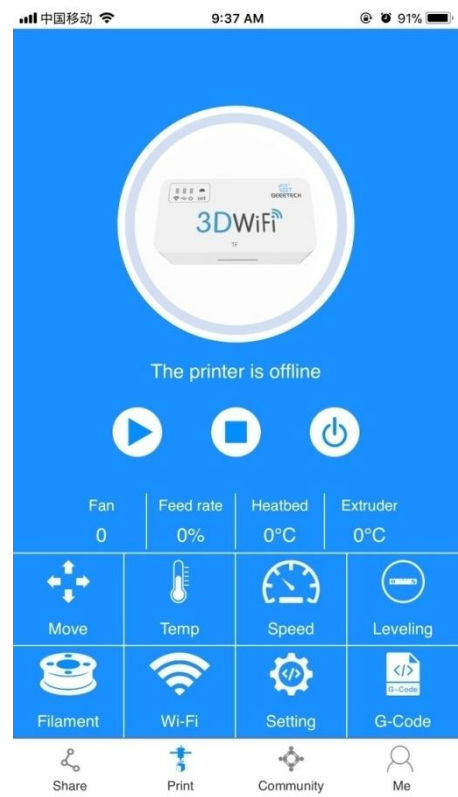 中国移动 9:37 AM 91%
GEEETECH
3DWiFi
TF
The printer is offline
Fan Feed rate Heatbed Extruder
0 0% 0°C 0°C
Move Temp Speed Leveling
</>
</>
G-Code
Filament Wi-Fi Setting G-Code
Share Print Community Me